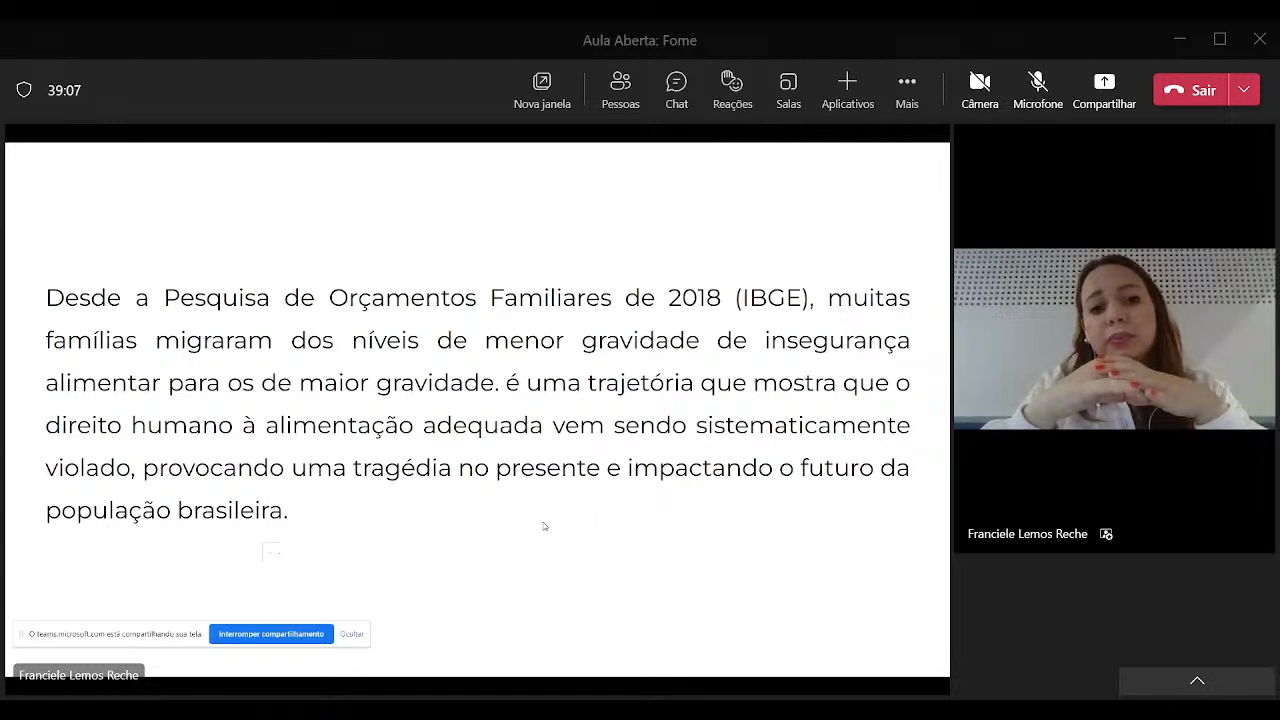 Aula Aberta: Fome
39:07
Nova janela
Pessoas
Chat
Reações
Salas
Aplicativos
Mais
Câmera
Microfone
Compartilhar
Sair
Desde a Pesquisa de Orçamentos Familiares de 2018 (IBGE), muitas
famílias migraram dos níveis de menor gravidade de insegurança
alimentar para os de maior gravidade. é uma trajetória que mostra que o
direito humano à alimentação adequada vem sendo sistematicamente
violado, provocando uma tragédia no presente e impactando o futuro da
população brasileira.
Franciele Lemos Reche
O teams.microsoft.com está compartilhando sua tela.
Interromper compartilhamento
Ocultar
Franciele Lemos Reche